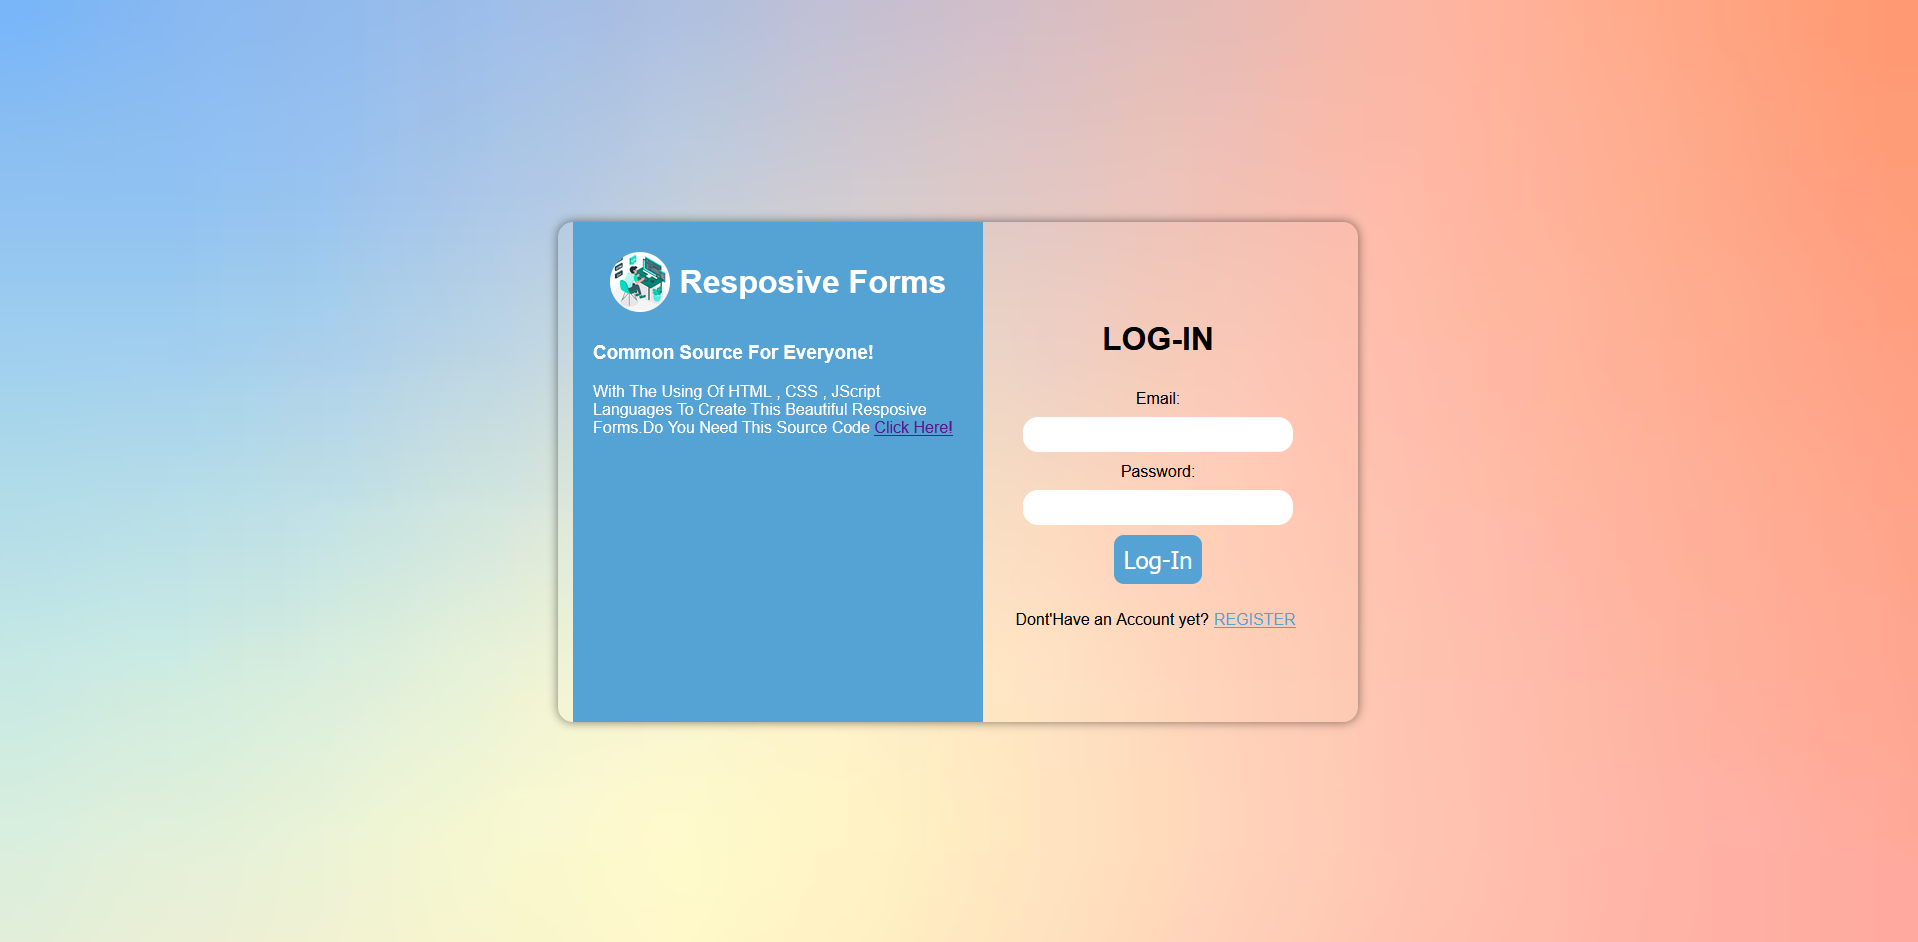 Resposive Forms
Common Source For Everyone!
With The Using Of HTML , CSS , JScript
Languages To Create This Beautiful Resposive
Forms.Do You Need This Source Code Click Here!
LOG-IN
Email:
Password:
Log-In
Dont'Have an Account yet? REGISTER